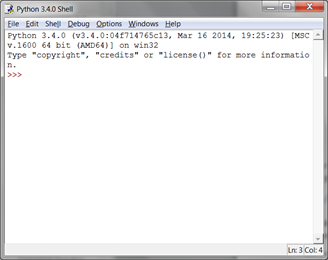 Python 3.4.0 Shell
File Edit Shell Debug Options Windows Help
Python 3.4.0 (v3.4.0:04f714765c13, Mar 16 2014, 19:25:23) [MSC
v.1600 64 bit (AMD64)] on win32
Type "copyright", "credits" or "license()" for more informatio
n.
>>>
Ln: 3 Col: 4